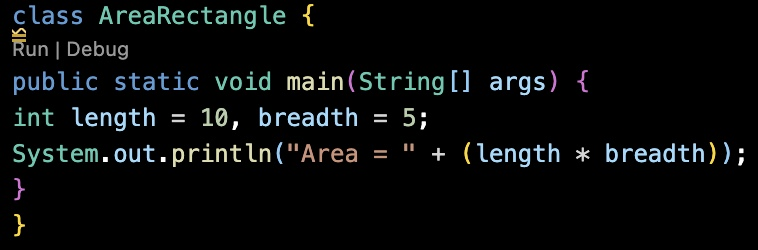 class AreaRectangle {
Run | Debug
public static void main(String[] args) {
int length = 10, breadth = 5;
System.out.println("Area = " + (length * breadth));
}
}